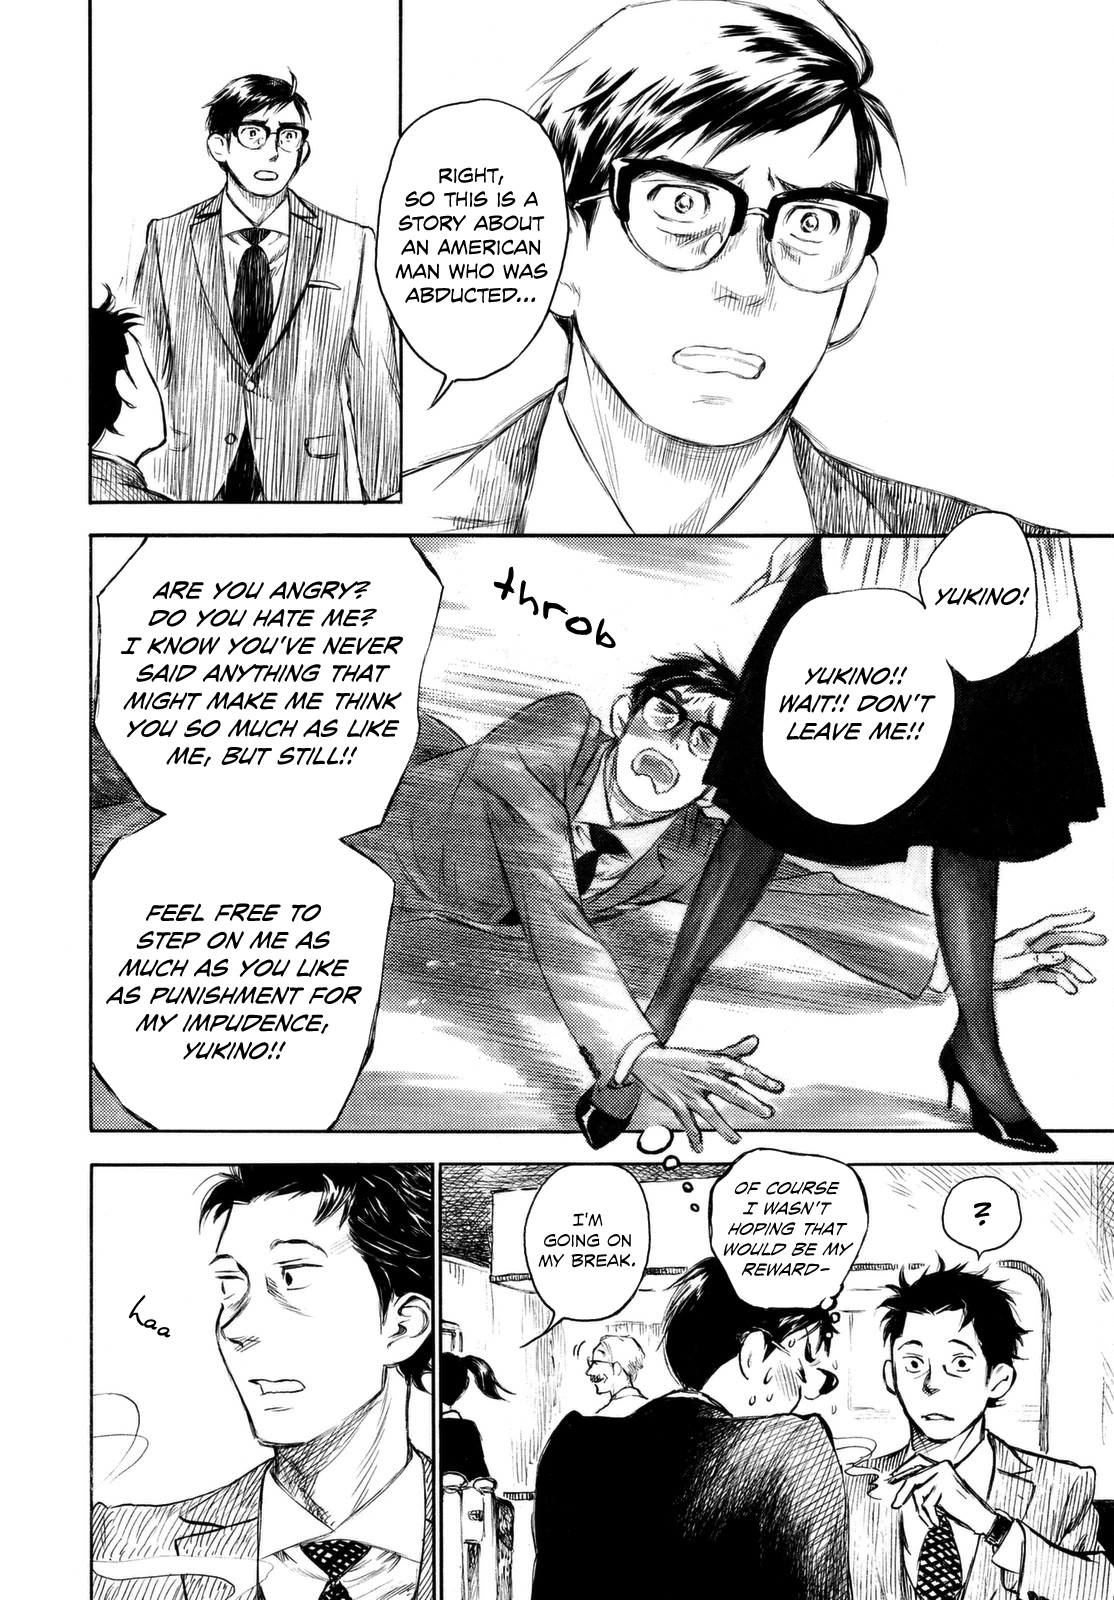 RIGHT,
SO THIS IS A
STORY ABOUT
AN AMERICAN
MAN WHO WAS
ABDUCTED...
YUKINO!
YUKINO!!
WAIT!! DON'T
LEAVE ME!!
throb
ARE YOU ANGRY?
DO YOU HATE ME?
I KNOW YOU'VE NEVER
SAID ANYTHING THAT
MIGHT MAKE ME THINK
YOU SO MUCH AS LIKE
ME, BUT STILL!!
FEEL FREE TO
STEP ON ME AS
MUCH AS YOU LIKE
AS PUNISHMENT FOR
MY IMPUDENCE,
YUKINO!!
?
OF COURSE
I WASN'T
HOPING THAT
WOULD BE MY
REWARD-
I'M
GOING ON
MY BREAK.
haa